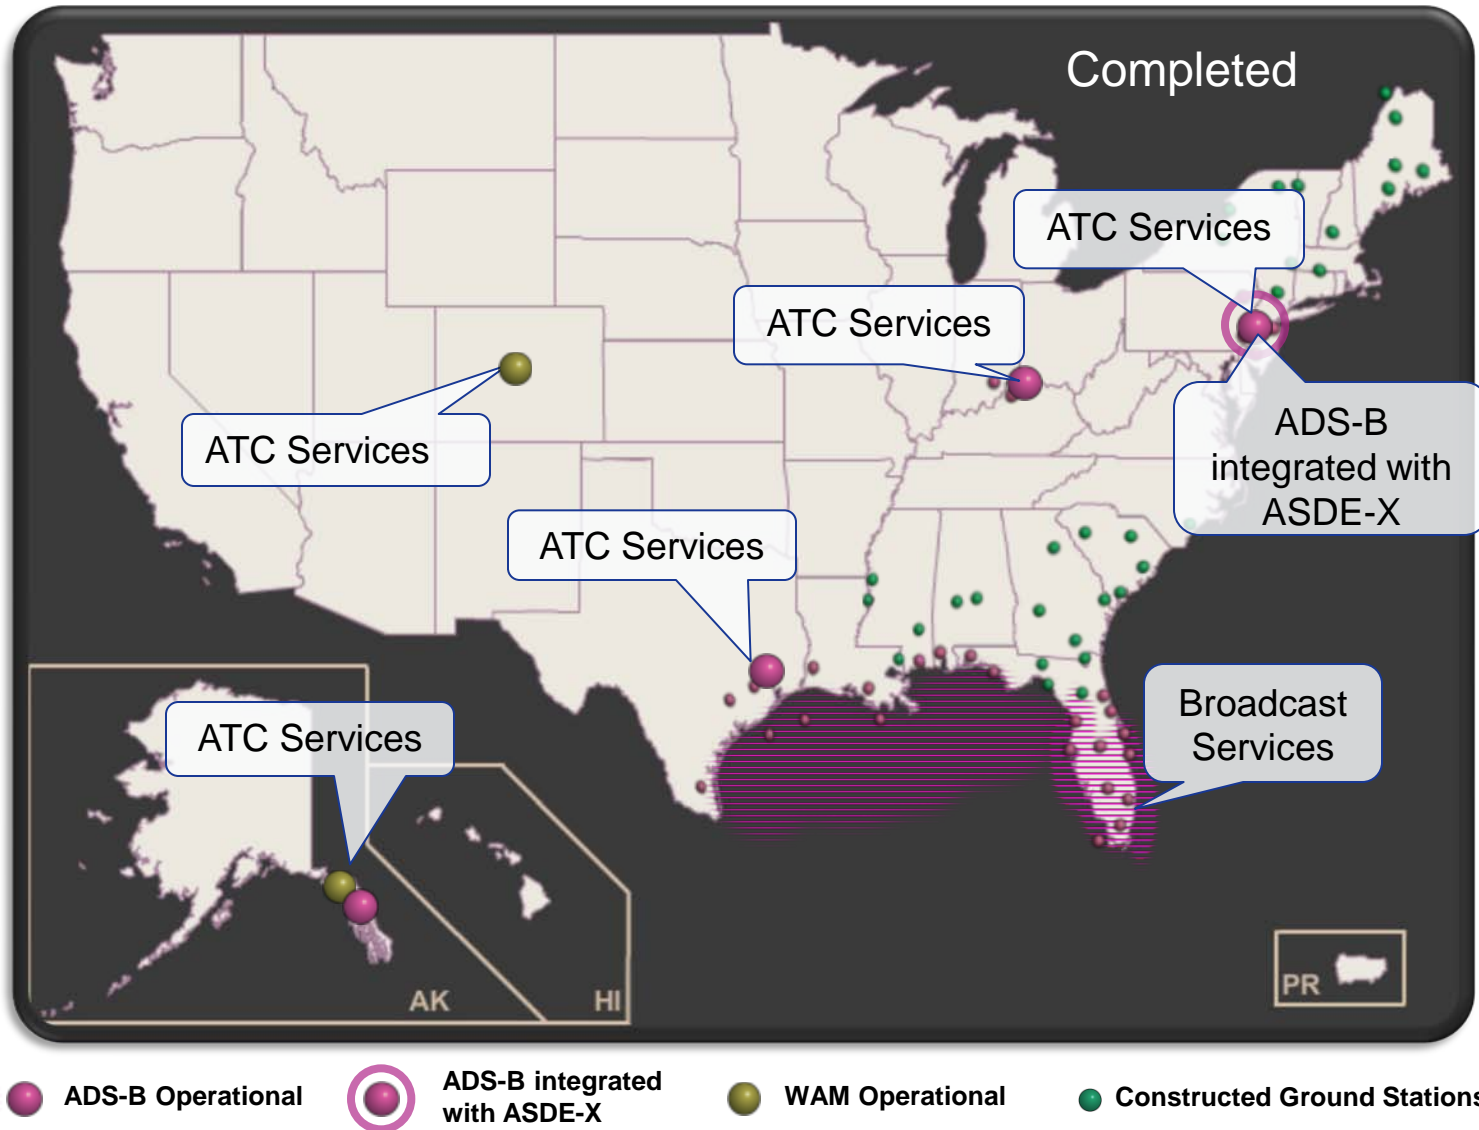 Completed
ATC Services
ATC Services
ATC Services
ADS-B
integrated with
ASDE-X
ATC Services
Broadcast
Services
ATC Services
AK
HI
PR
ADS-B Operational
ADS-B integrated
with ASDE-X
WAM Operational
Constructed Ground Stations